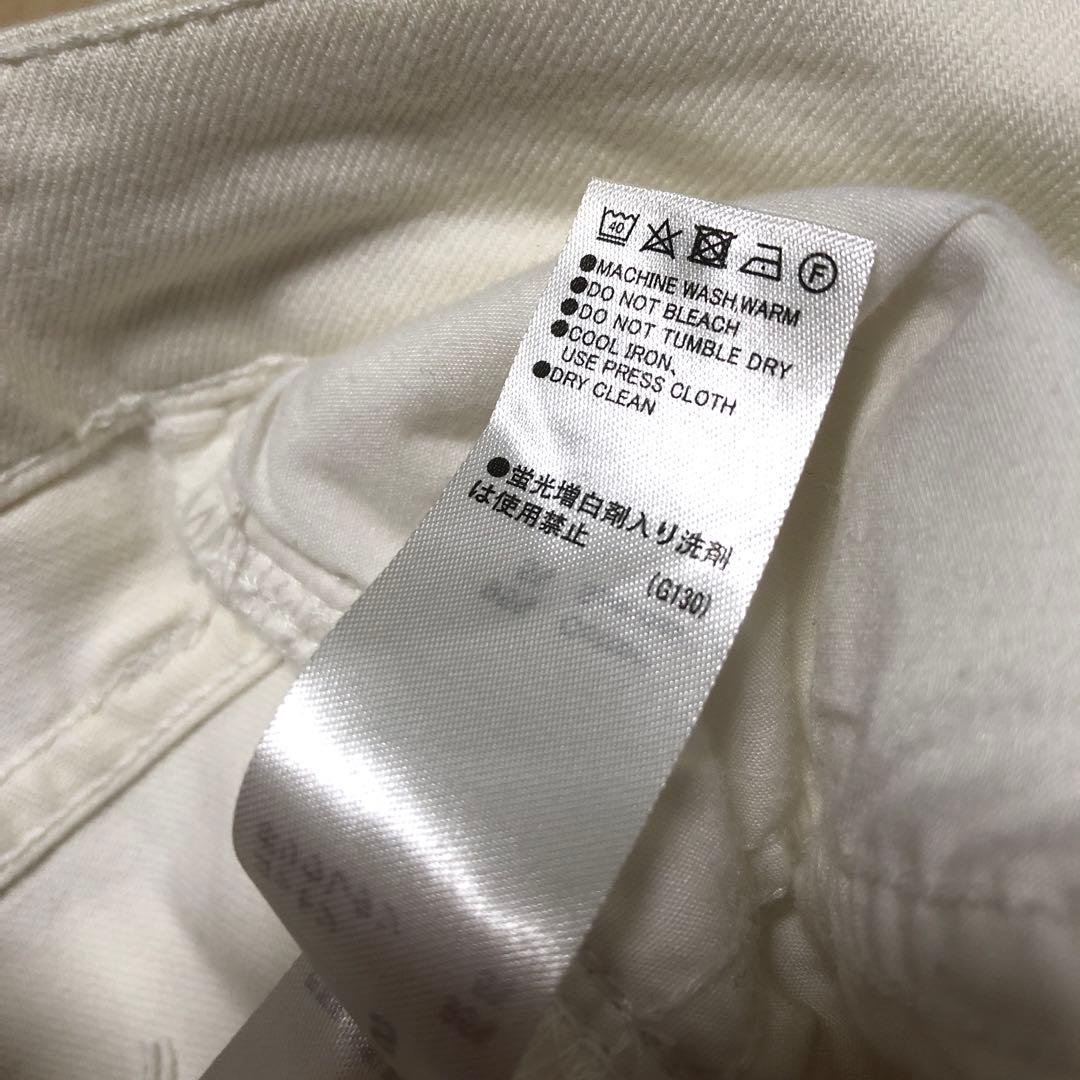 40 F
●MACHINE WASH,WARM
●DO NOT BLEACH
●DO NOT TUMBLE DRY
●COOL IRON,
USE PRESS CLOTH
●DRY CLEAN
●蛍光増白剤入り洗剤
は使用禁止
(G130)